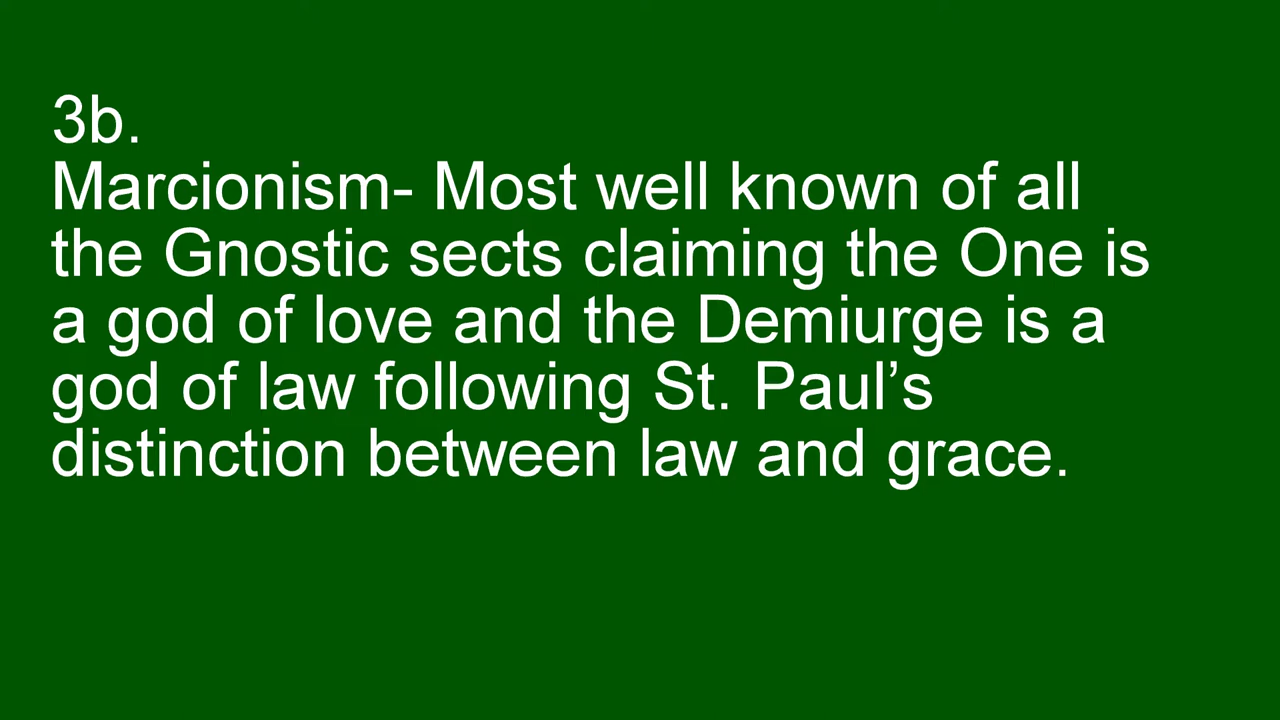 3b.
Marcionism- Most well known of all
the Gnostic sects claiming the One is
a god of love and the Demiurge is a
god of law following St. Paul’s
distinction between law and grace.